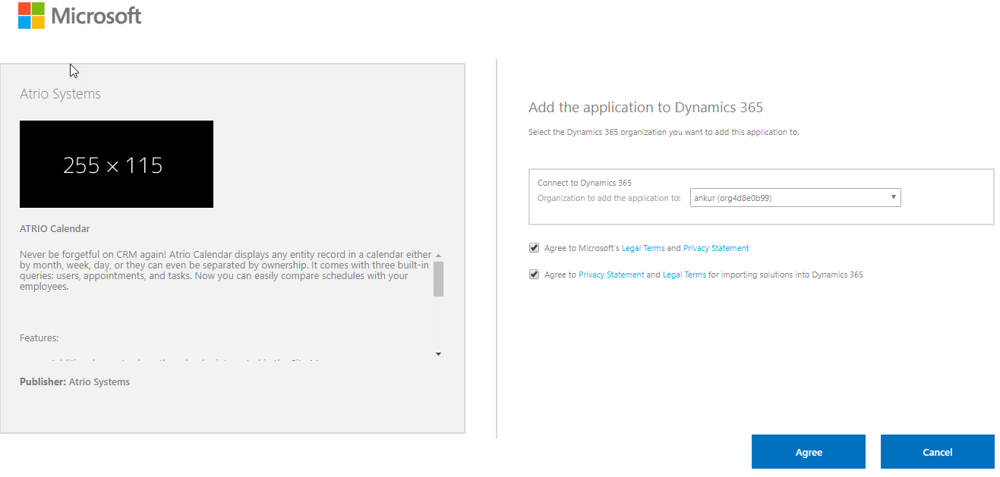 Microsoft
Atrio Systems
255 × 115
ATRIO Calendar
Never be forgetful on CRM again! Atrio Calendar displays any entity record in a calendar either
by month, week, day, or they can even be separated by ownership. It comes with three built-in
queries: users, appointments, and tasks. Now you can easily compare schedules with your
employees.
Features:
Publisher: Atrio Systems
Add the application to Dynamics 365
Select the Dynamics 365 organization you want to add this application to.
Connect to Dynamics 365
Organization to add the application to: ankur (org4d8e0b99)
Agree to Microsoft's Legal Terms and Privacy Statement
Agree to Privacy Statement and Legal Terms for importing solutions into Dynamics 365
Agree Cancel